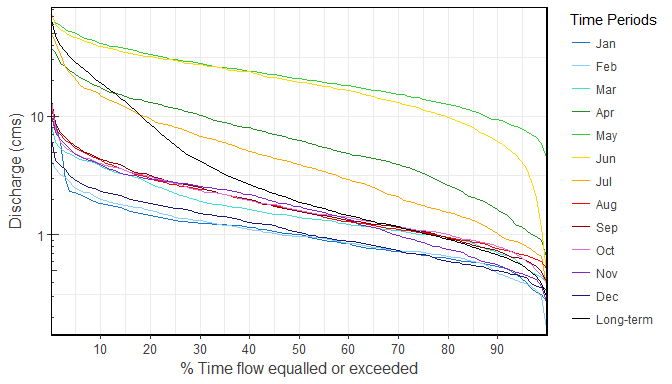 Discharge (cms)
10
1
10
20
30
40
50
60
70
80
90
% Time flow equalled or exceeded
Time Periods
Jan
Feb
Mar
Apr
May
Jun
Jul
Aug
Sep
Oct
Nov
Dec
Long-term